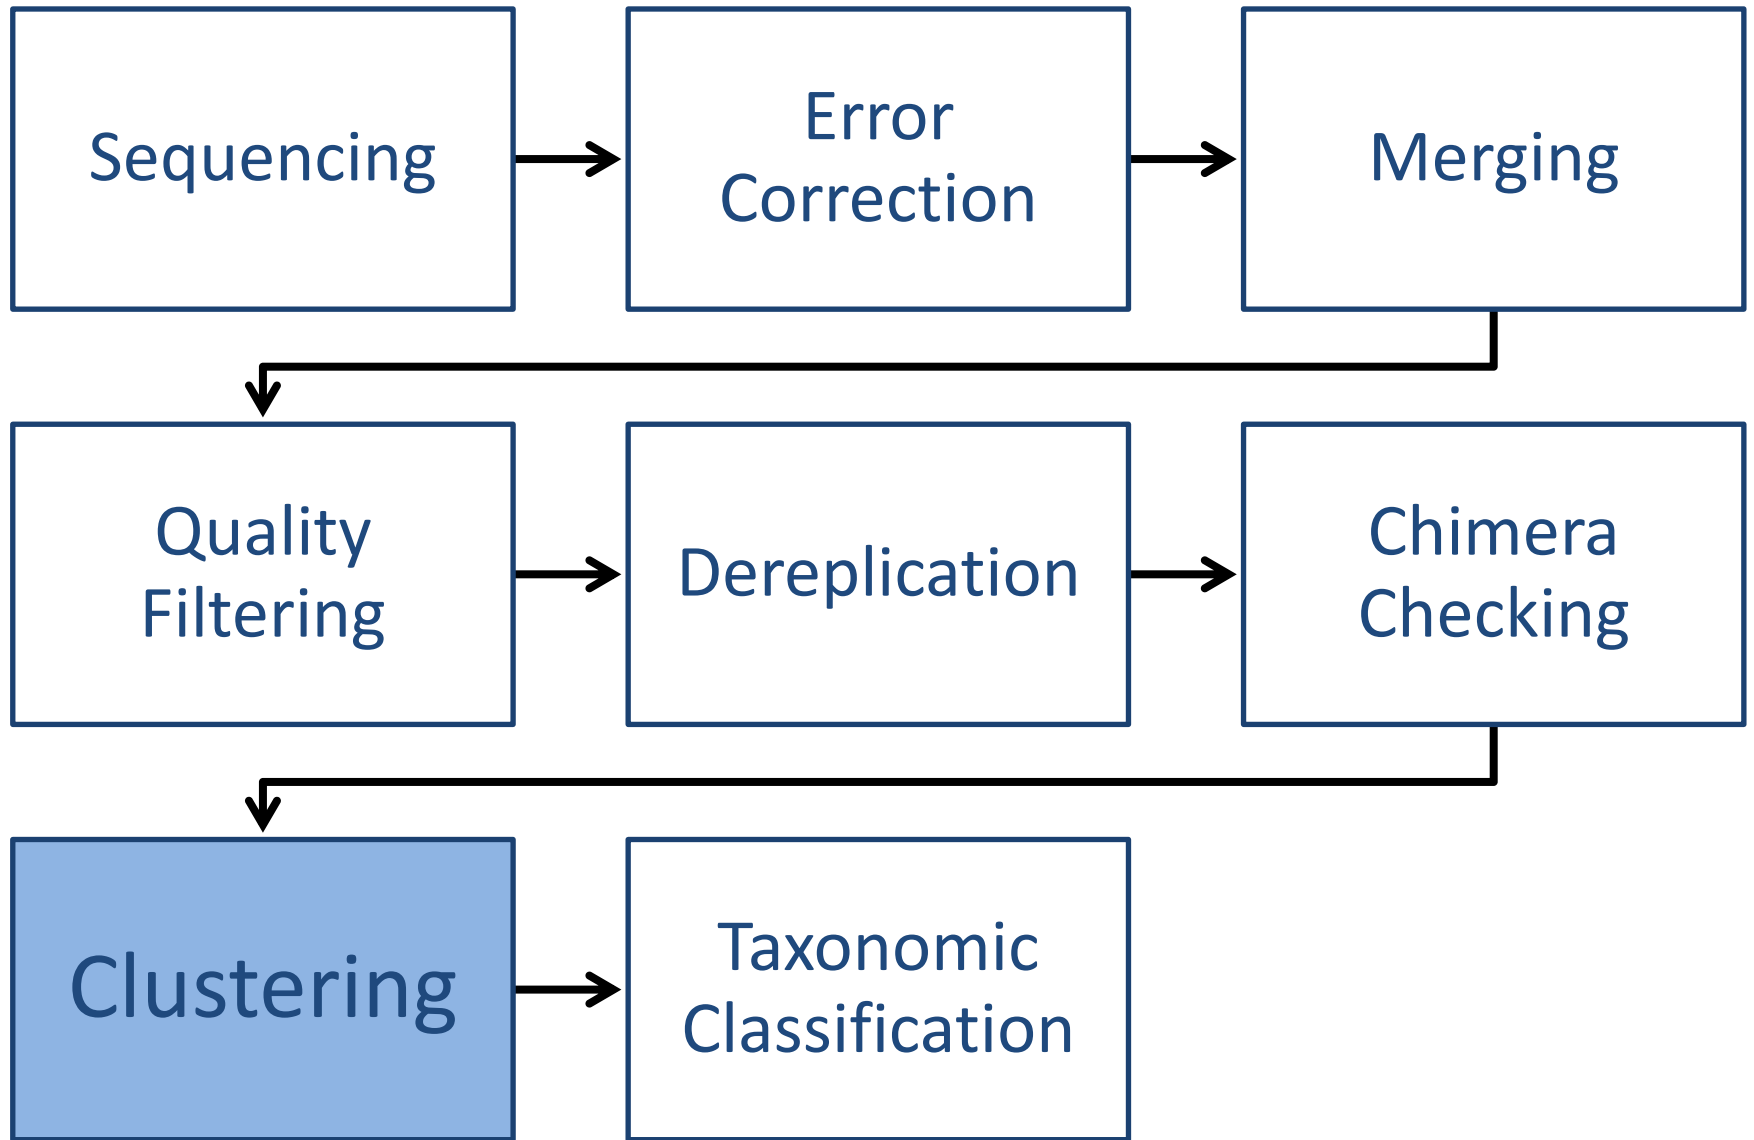 Sequencing
Error
Correction
Merging
Quality
Filtering
Dereplication
Chimera
Checking
Clustering
Taxonomic
Classification